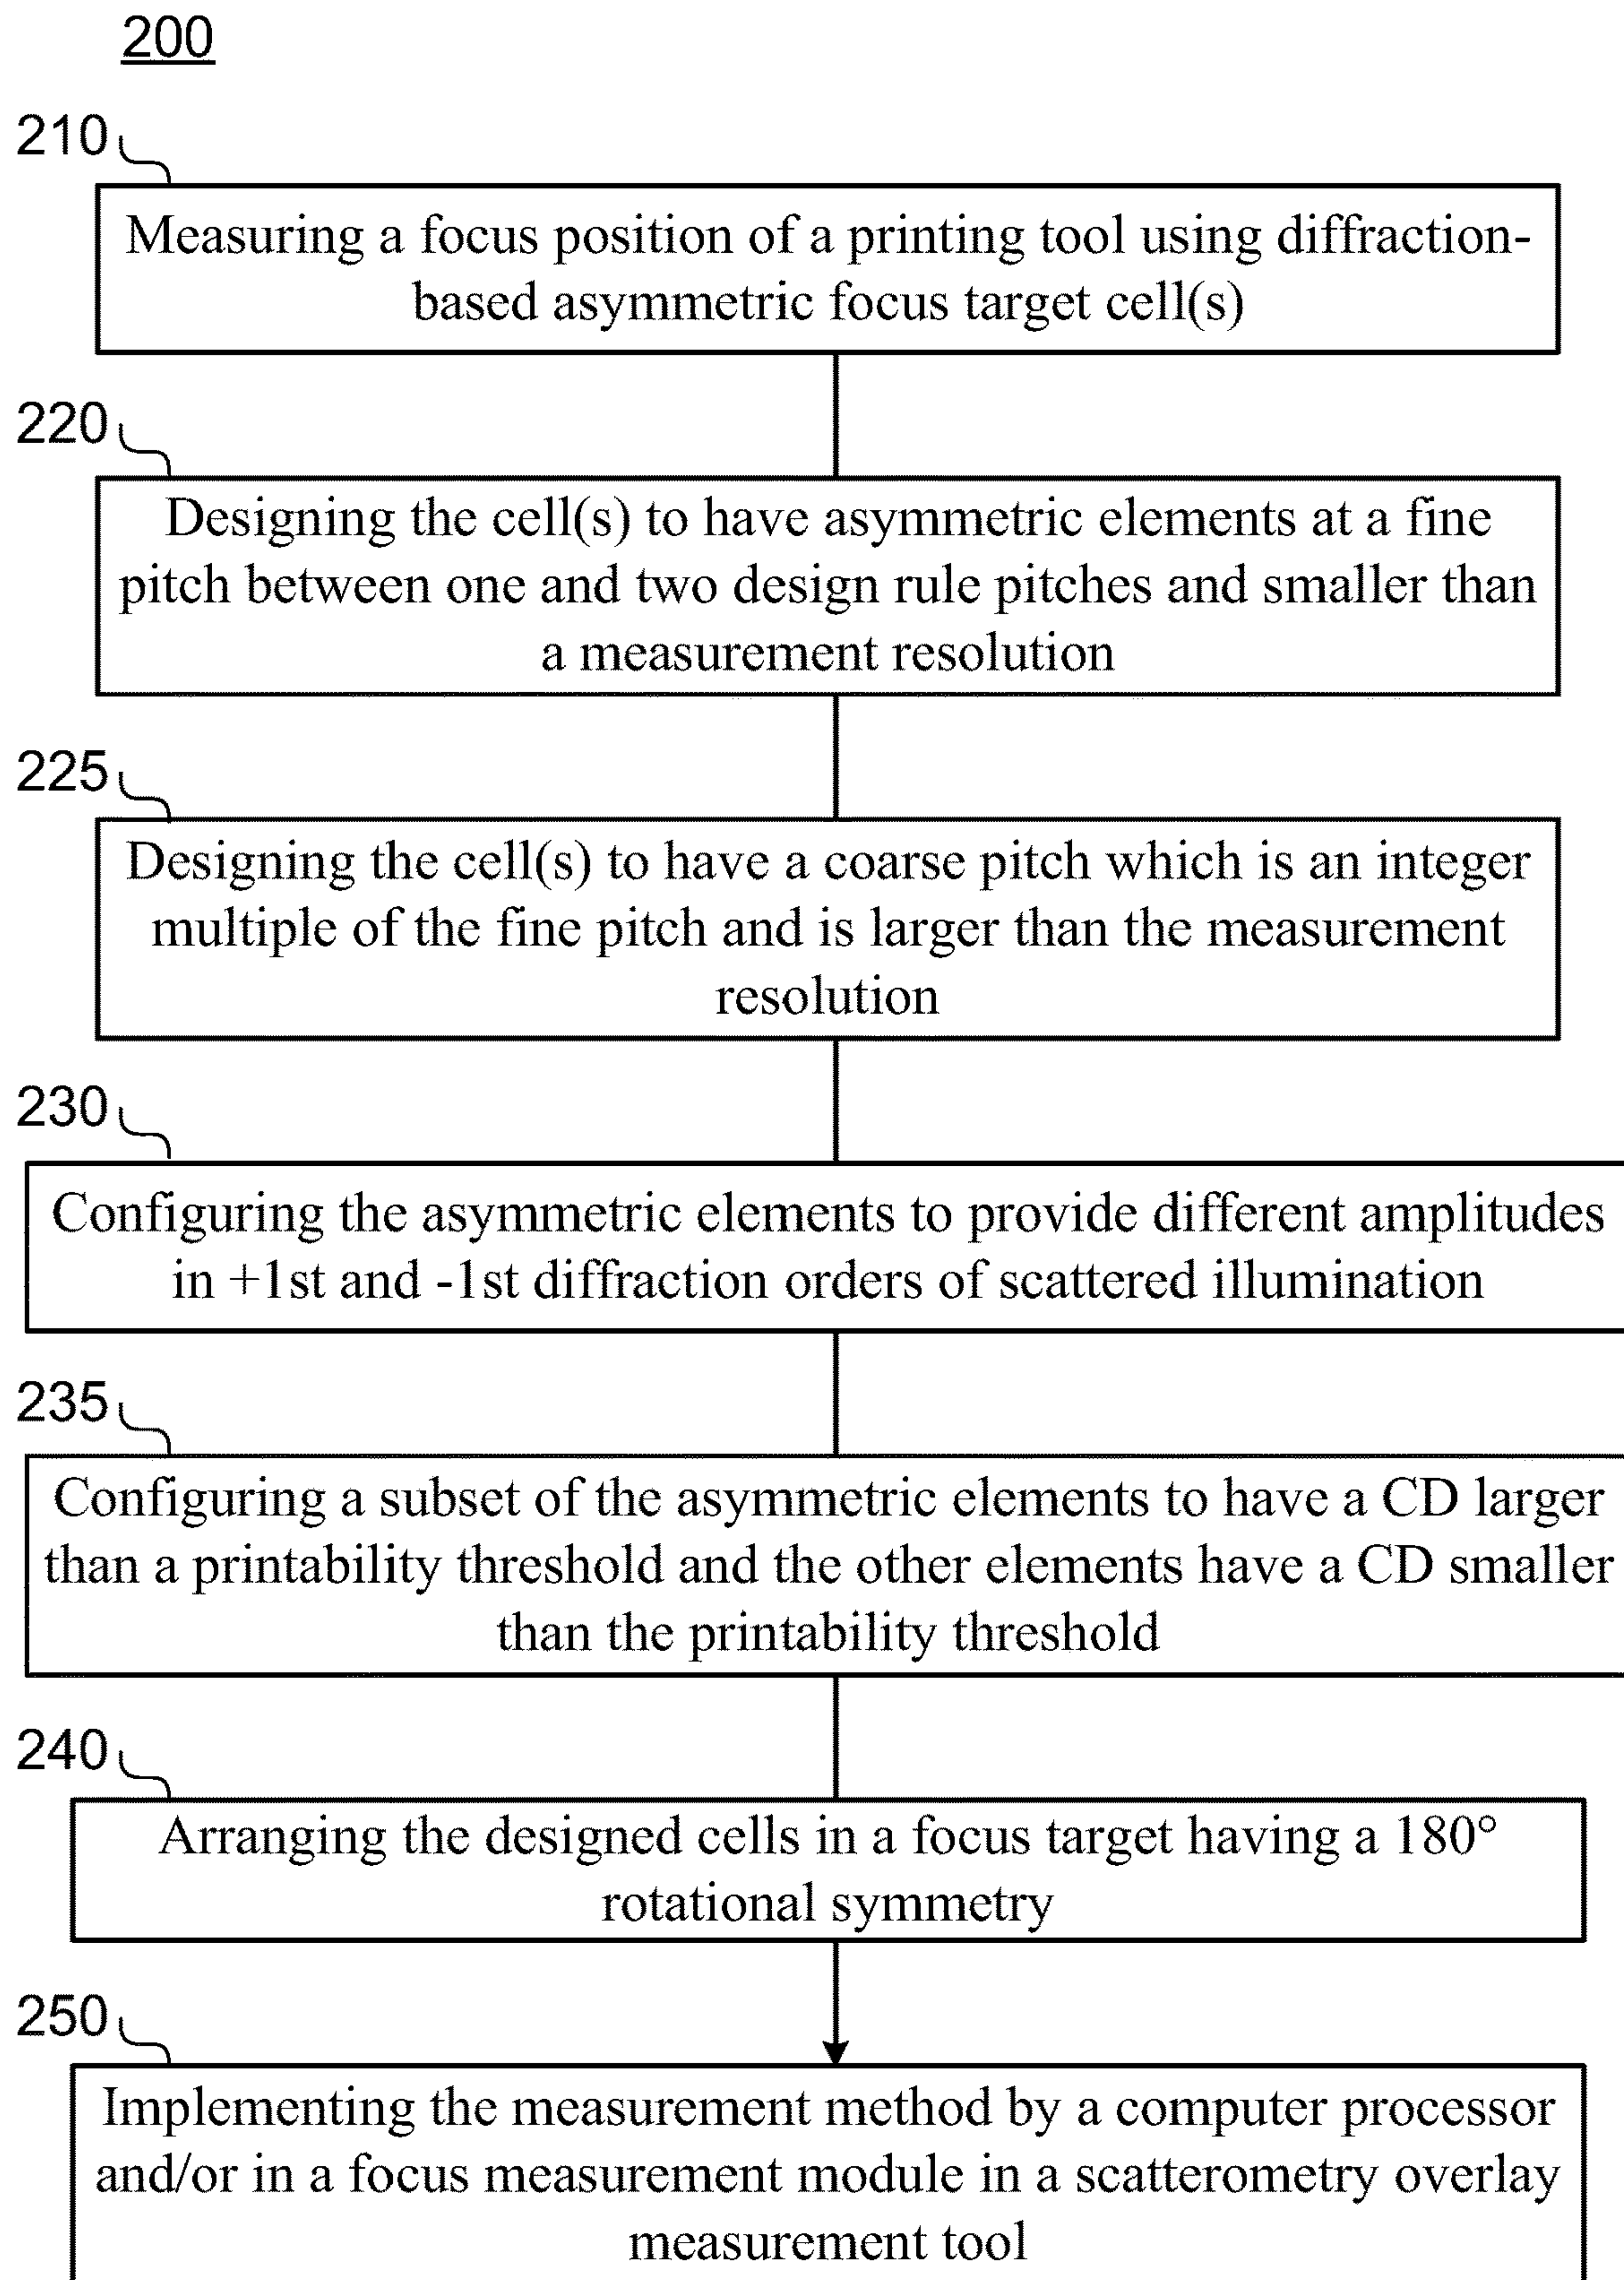 200
210
Measuring a focus position of a printing tool using diffraction-
based asymmetric focus target cell(s)
220
Designing the cell(s) to have asymmetric elements at a fine
pitch between one and two design rule pitches and smaller than
a measurement resolution
225
Designing the cell(s) to have a coarse pitch which is an integer
multiple of the fine pitch and is larger than the measurement
resolution
230
Configuring the asymmetric elements to provide different amplitudes
in +1st and -1st diffraction orders of scattered illumination
235
Configuring a subset of the asymmetric elements to have a CD larger
than a printability threshold and the other elements have a CD smaller
than the printability threshold
240
Arranging the designed cells in a focus target having a 180°
rotational symmetry
250
Implementing the measurement method by a computer processor
and/or in a focus measurement module in a scatterometry overlay
measurement tool